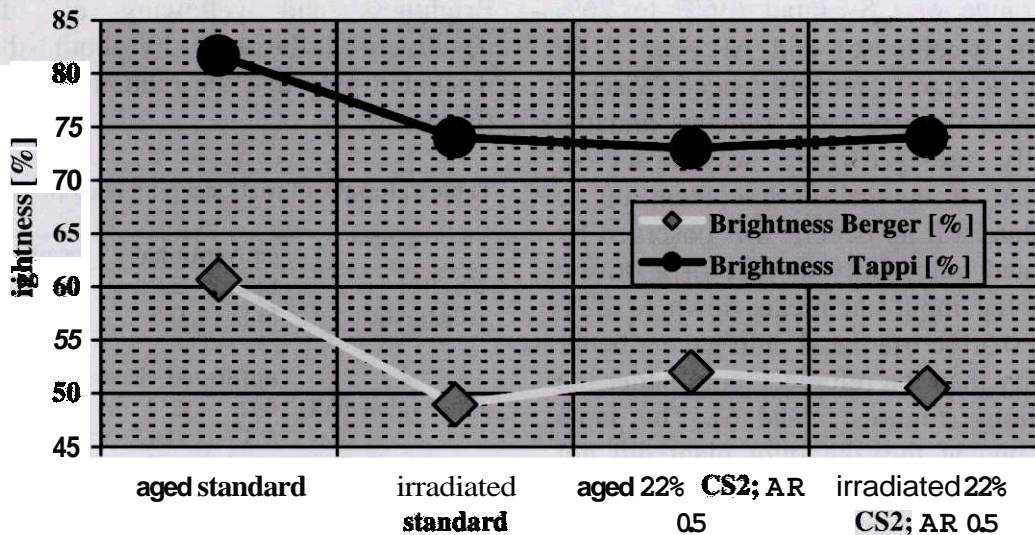 85
80
75
70
65
60
55
50
45
ightness [%]
Brightness Berger [%]
Brightness Tappi [%]
aged standard
irradiated
standard
aged 22% CS2; AR
0.5
irradiated 22%
CS2; AR 0.5